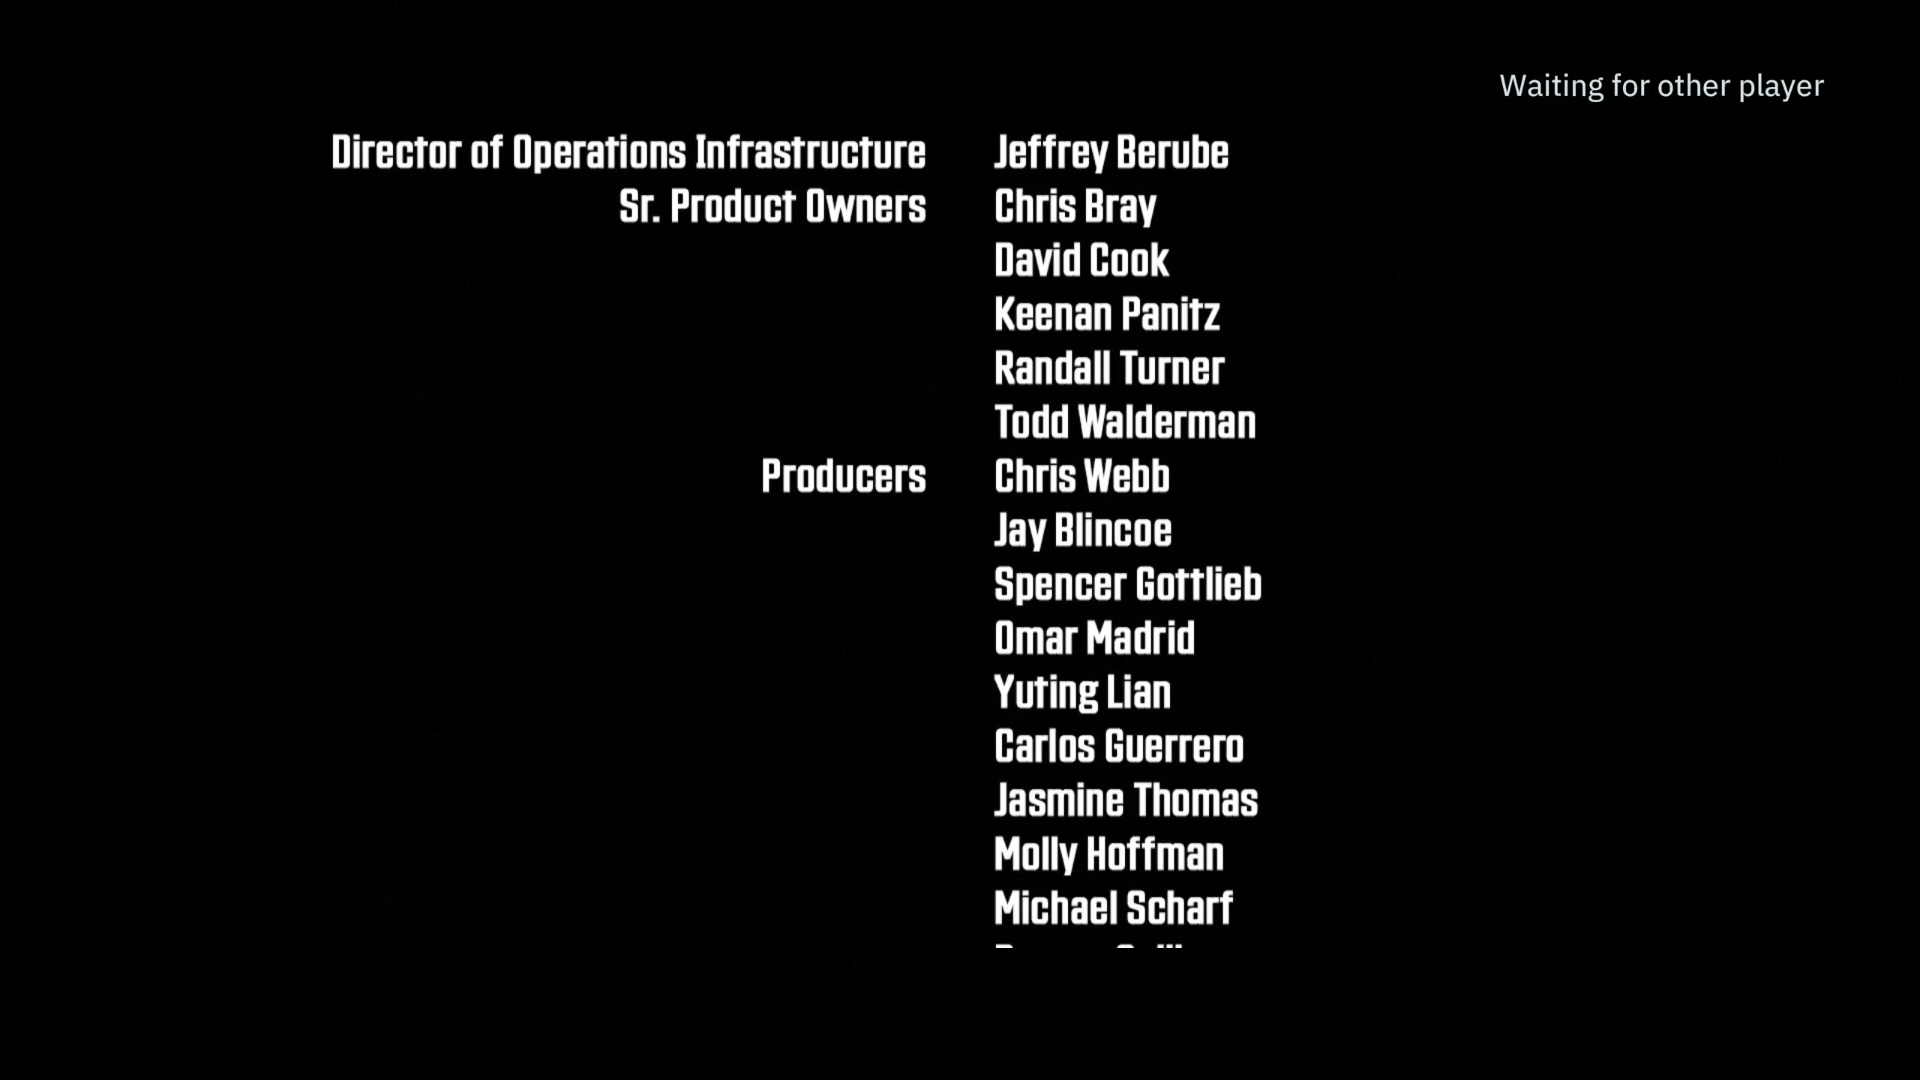 Waiting for other player
Director of Operations Infrastructure Jeffrey Berube
Sr. Product Owners Chris Bray
David Cook
Keenan Panitz
Randall Turner
Todd Walderman
Producers Chris Webb
Jay Blincoe
Spencer Gottlieb
Omar Madrid
Yuting Lian
Carlos Guerrero
Jasmine Thomas
Molly Hoffman
Michael Scharf